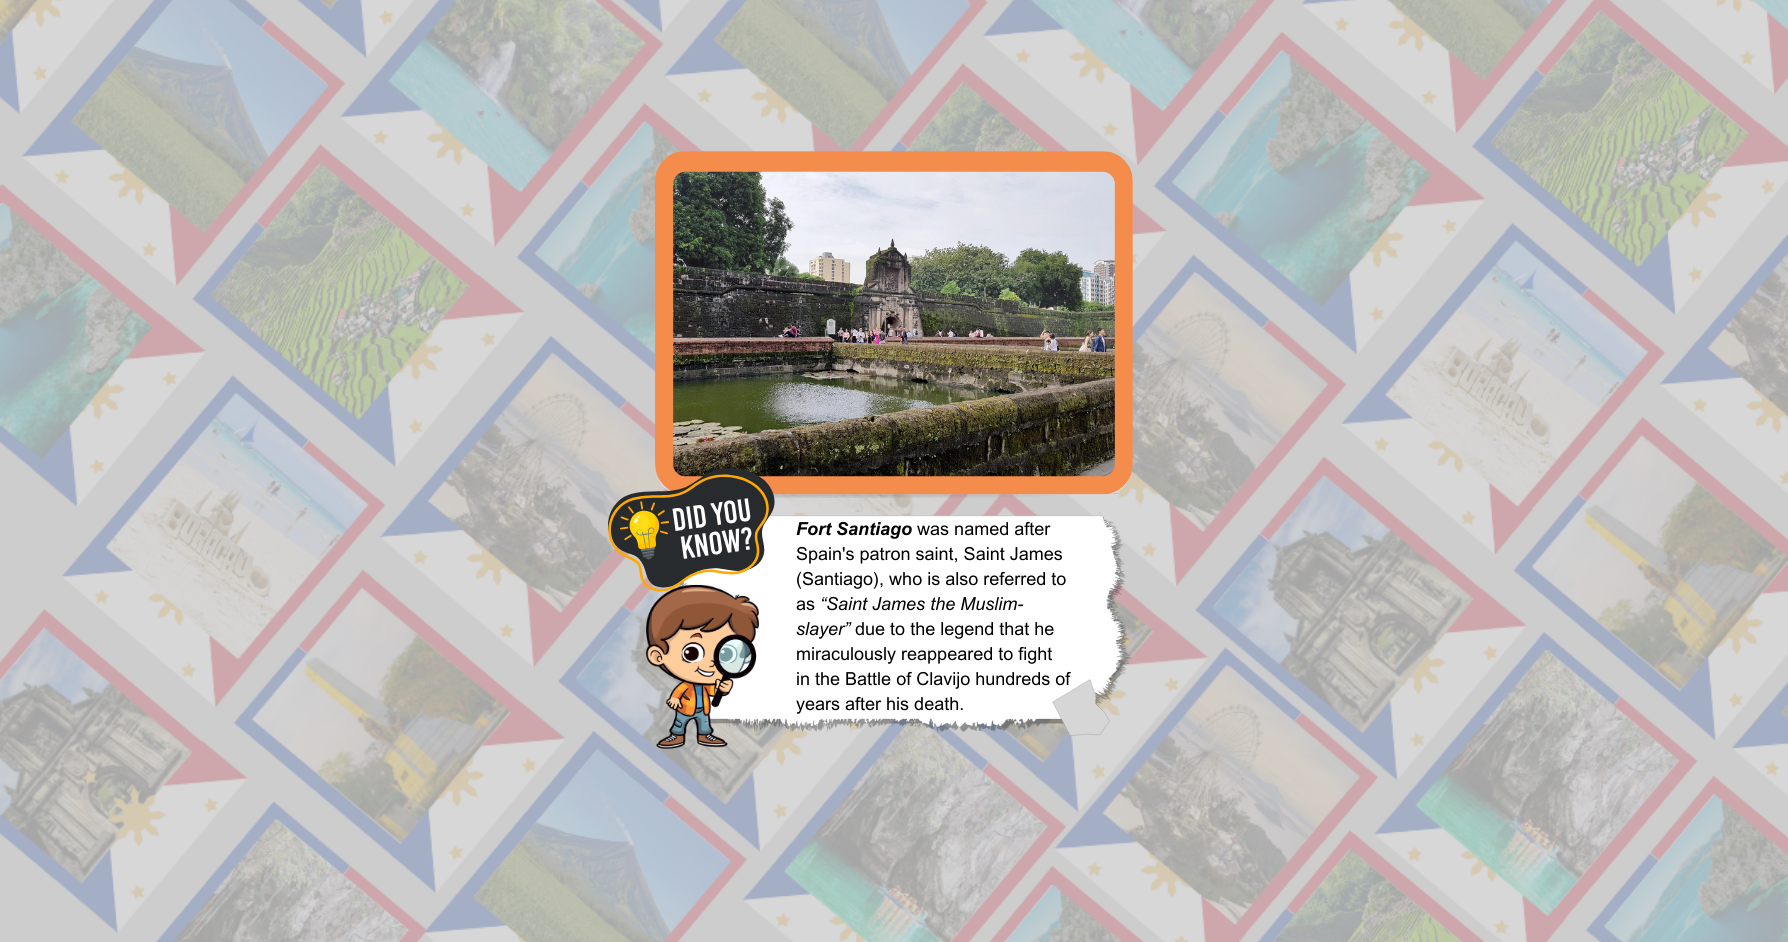 DID YOU
KNOW?
Fort Santiago was named after
Spain's patron saint, Saint James
(Santiago), who is also referred to
as “Saint James the Muslim-
slayer” due to the legend that he
miraculously reappeared to fight
in the Battle of Clavijo hundreds of
years after his death.
BORACAY
BORACAY